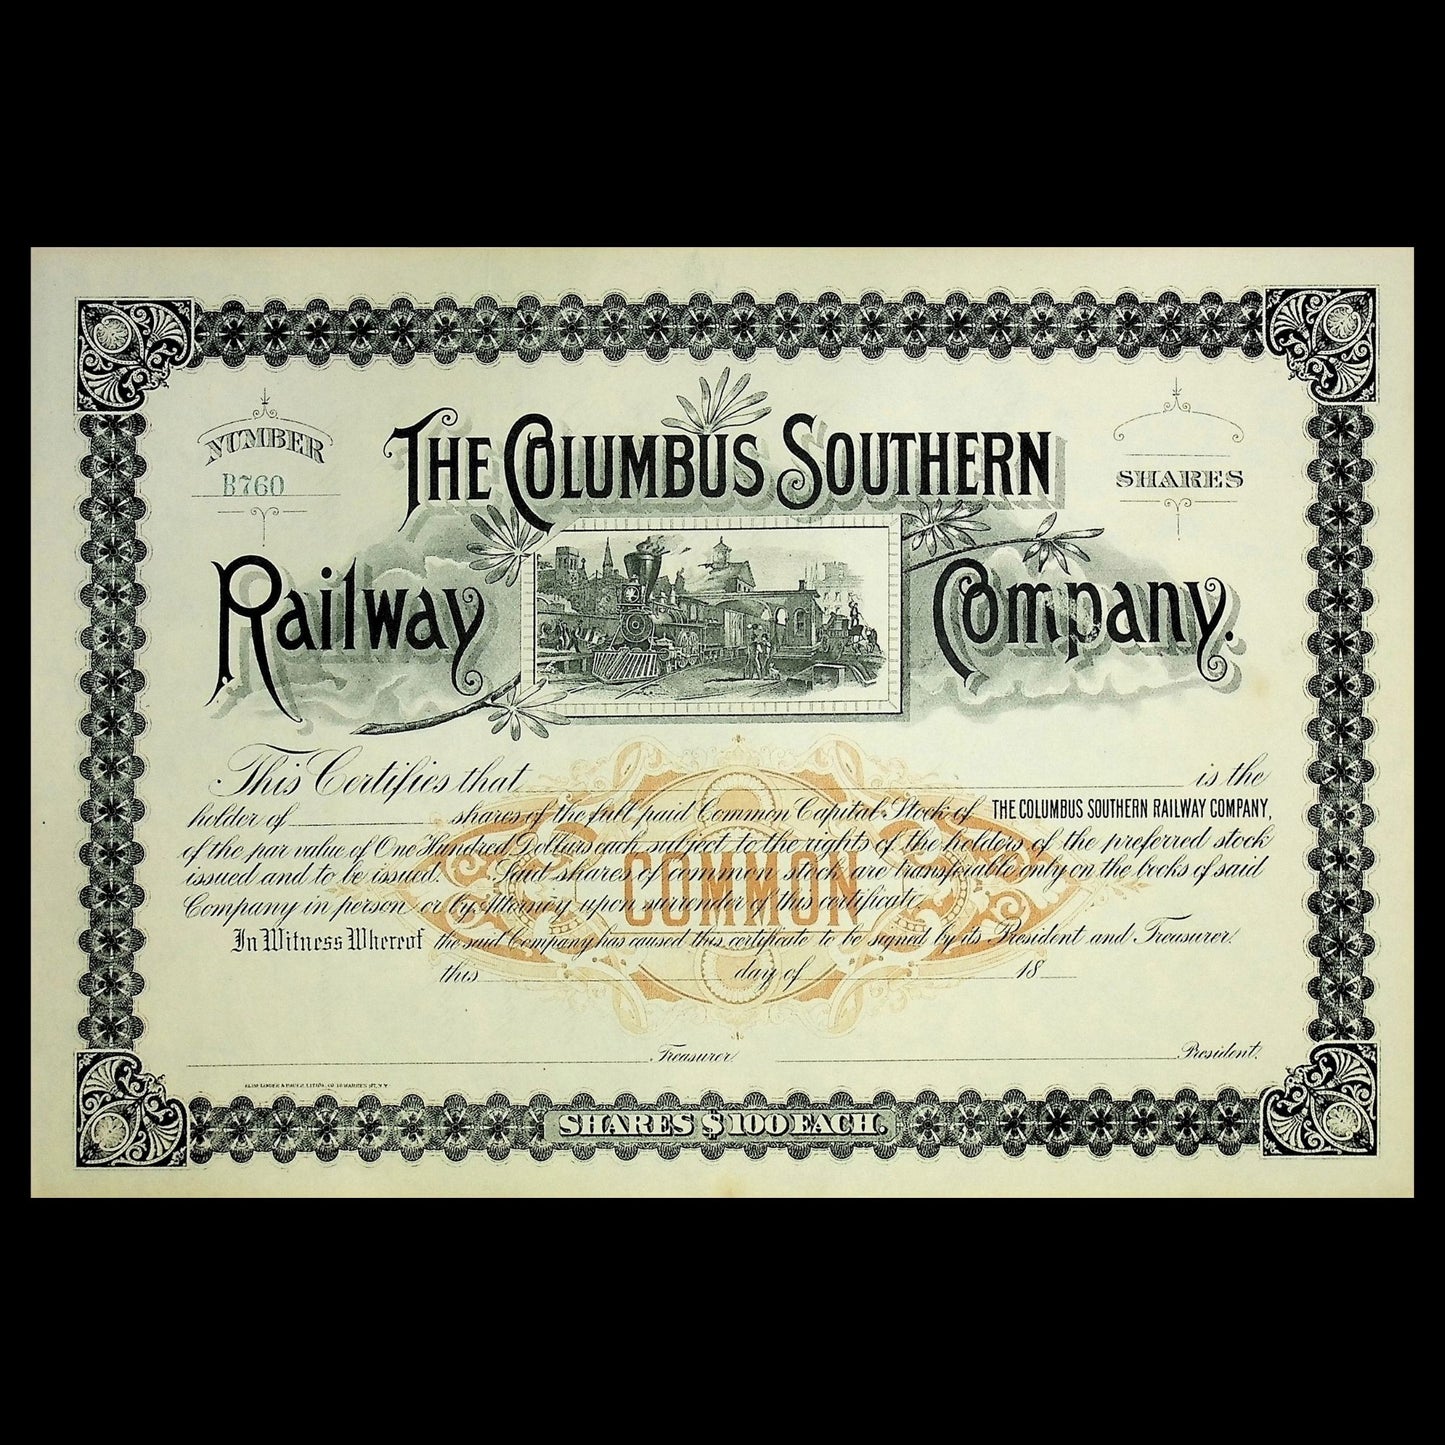 NUMBER
B760
THE COLUMBUS SOUTHERN
SHARES
Railway Company.
This Certifies that is the
holder of shares of the full paid Common Capital Stock of THE COLUMBUS SOUTHERN RAILWAY COMPANY,
of the par value of One Hundred Dollars each subject to the rights of the holders of the preferred stock
issued and to be issued. Said shares of common stock are transferable only on the books of said
COMMON
Company in person or by Attorney upon surrender of this certificate.
In Witness Whereof the said Company has caused this certificate to be signed by its President and Treasurer.
this day of 18
Treasurer President.
LITHO. CO. WARREN ST, N.Y.
SHARES $100 EACH.